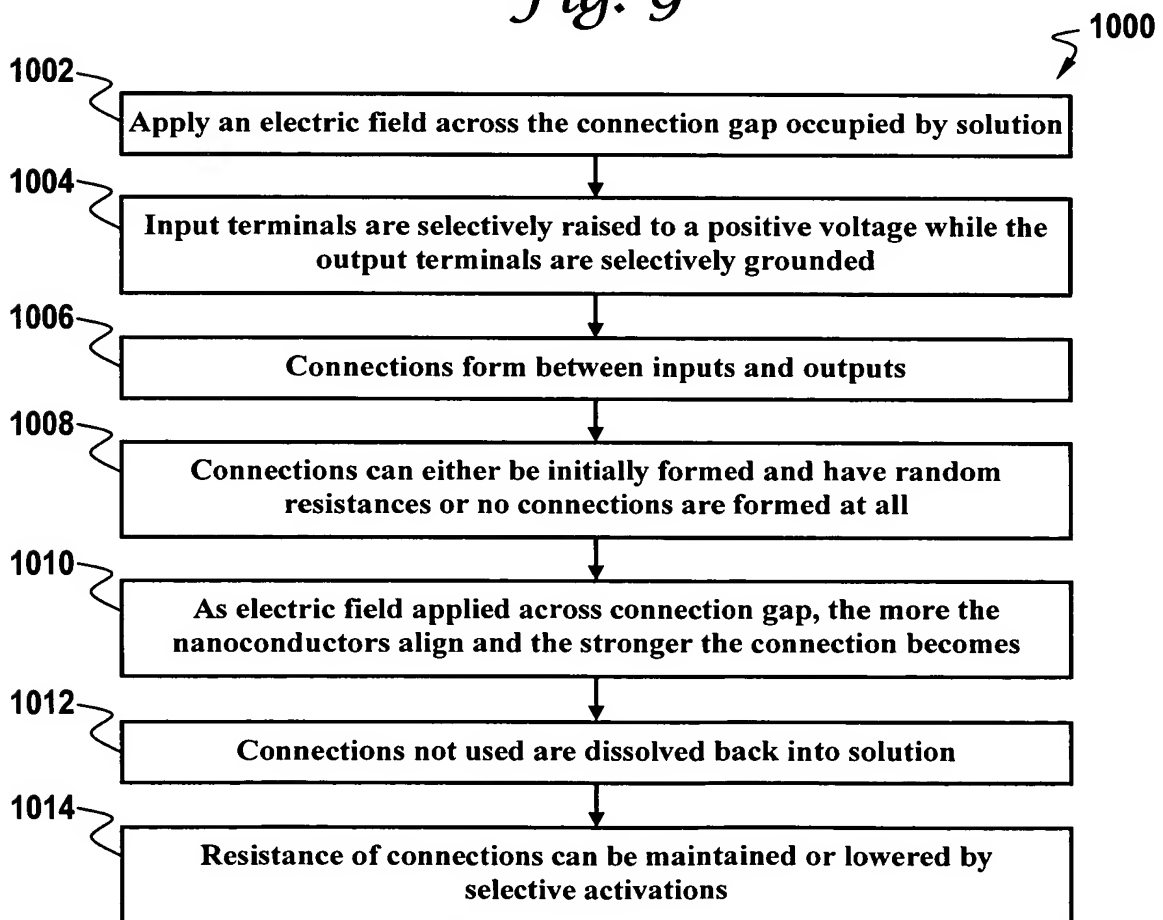 Fig. 9
1000
1002
Apply an electric field across the connection gap occupied by solution
1004
Input terminals are selectively raised to a positive voltage while the
output terminals are selectively grounded
1006
Connections form between inputs and outputs
1008
Connections can either be initially formed and have random
resistances or no connections are formed at all
1010
As electric field applied across connection gap, the more the
nanoconductors align and the stronger the connection becomes
1012
Connections not used are dissolved back into solution
1014
Resistance of connections can be maintained or lowered by
selective activations